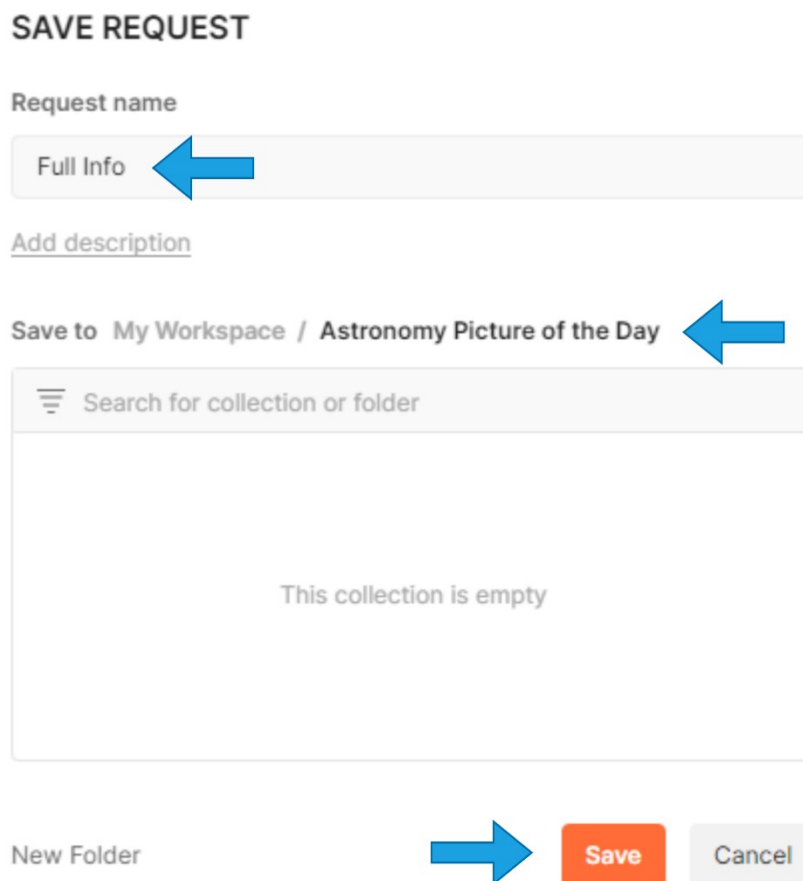 SAVE REQUEST
Request name
Full Info
Add description
Save to My Workspace / Astronomy Picture of the Day
Search for collection or folder
This collection is empty
New Folder Save Cancel